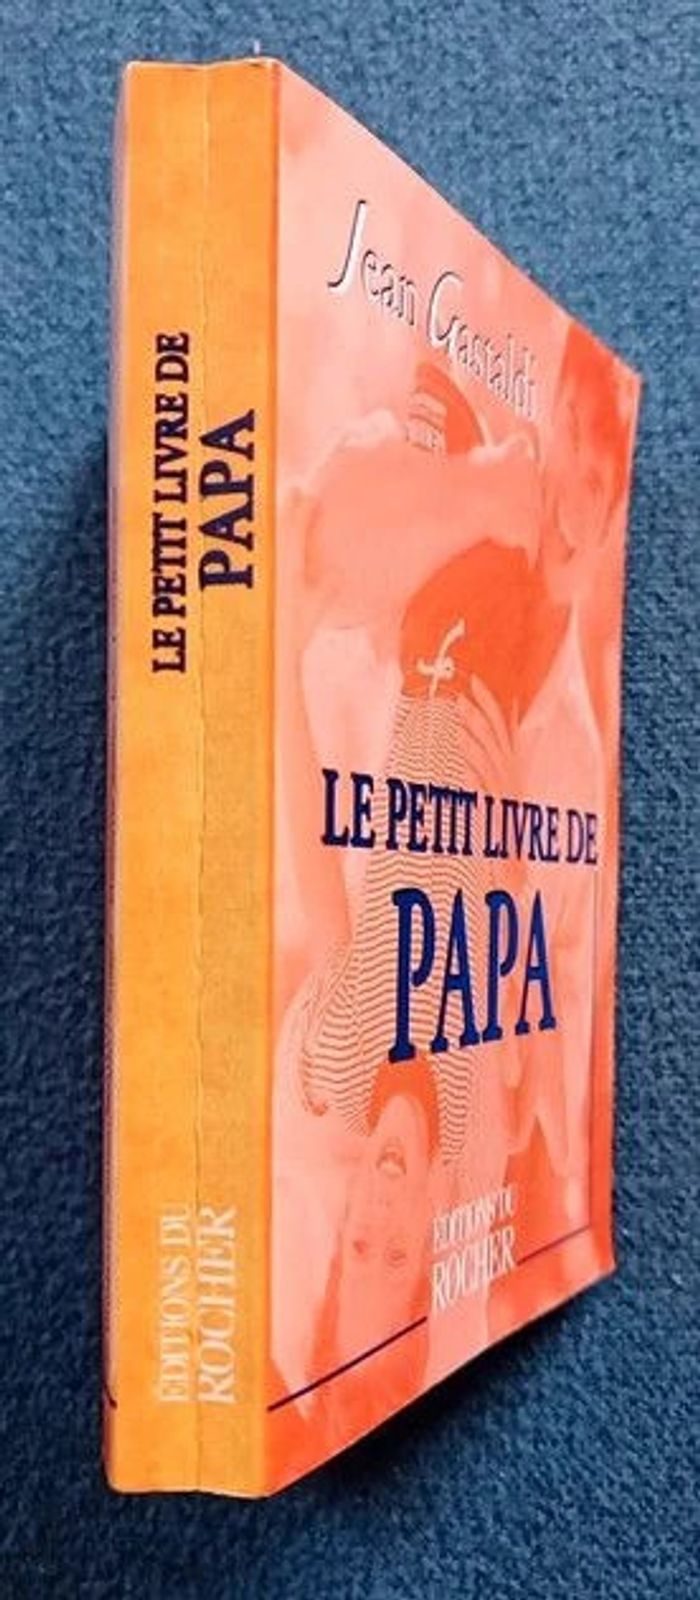 LE PETIT LIVRE DE
PAPA
ÉDITIONS DU
ROCHER
Jean Gastaldi
LE PETIT LIVRE DE
PAPA
ÉDITIONS DU
ROCHER